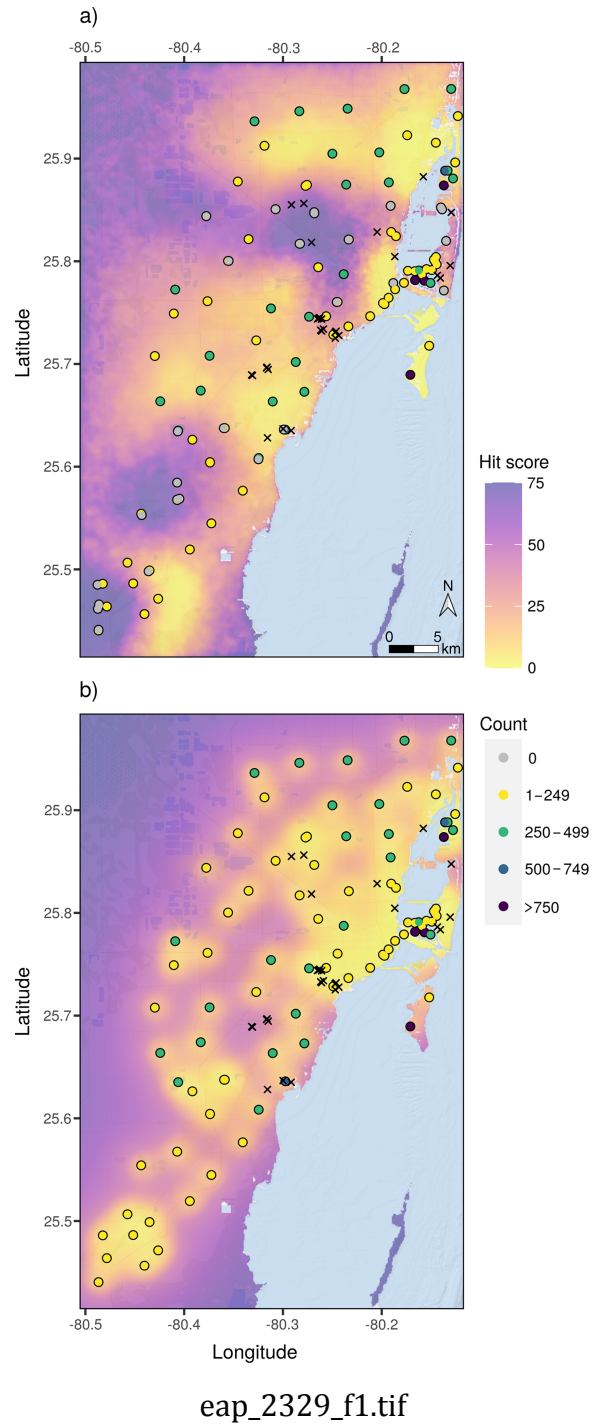 a)
-80.5 -80.4 -80.3 -80.2
25.9
25.8
25.7
25.6
25.5
Latitude
Hit score
75
50
25
0
N
0 5
km
b)
25.9
25.8
25.7
25.6
25.5
Latitude
Count
0
1–249
250–499
500–749
>750
-80.5 -80.4 -80.3 -80.2
Longitude
eap_2329_f1.tif